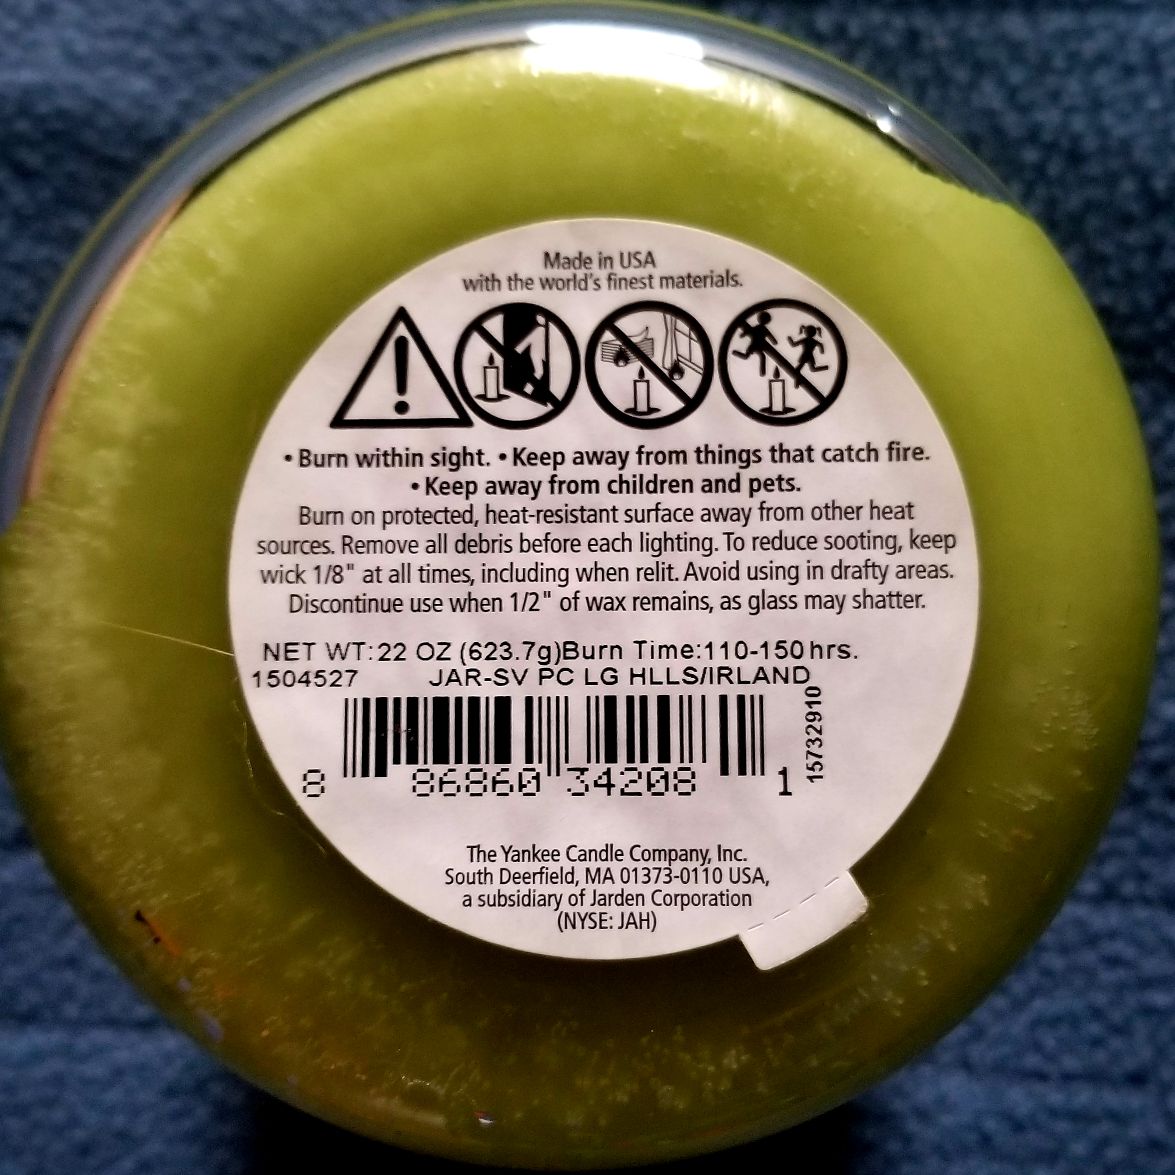 Made in USA
with the world's finest materials.
• Burn within sight. • Keep away from things that catch fire.
• Keep away from children and pets.
Burn on protected, heat-resistant surface away from other heat
sources. Remove all debris before each lighting. To reduce sooting, keep
wick 1/8" at all times, including when relit. Avoid using in drafty areas.
Discontinue use when 1/2" of wax remains, as glass may shatter.
NET WT:22 OZ (623.7g)Burn Time:110-150 hrs.
1504527 JAR-SV PC LG HLLS/IRLAND
15732910
8 86860 34208 1
The Yankee Candle Company, Inc.
South Deerfield, MA 01373-0110 USA,
a subsidiary of Jarden Corporation
(NYSE: JAH)